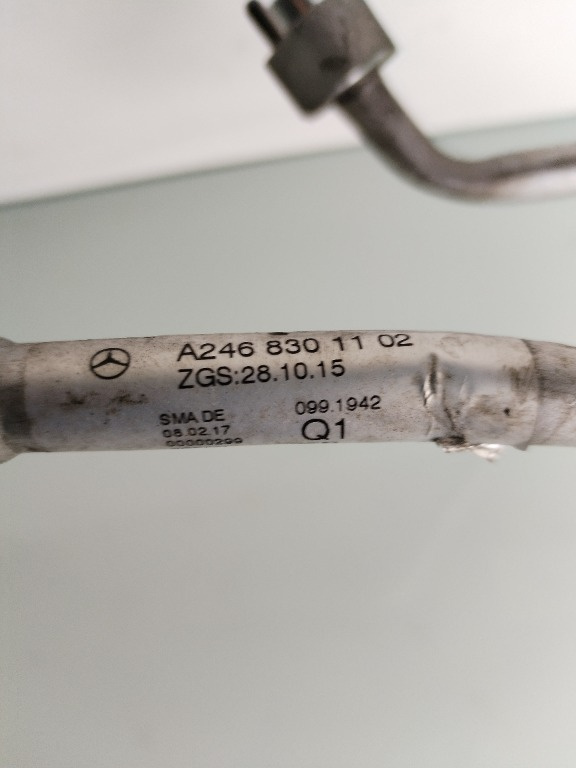 A246 830 11 02
ZGS:28.10.15
SMA DE 099.1942
08.02.17 Q1
00000299